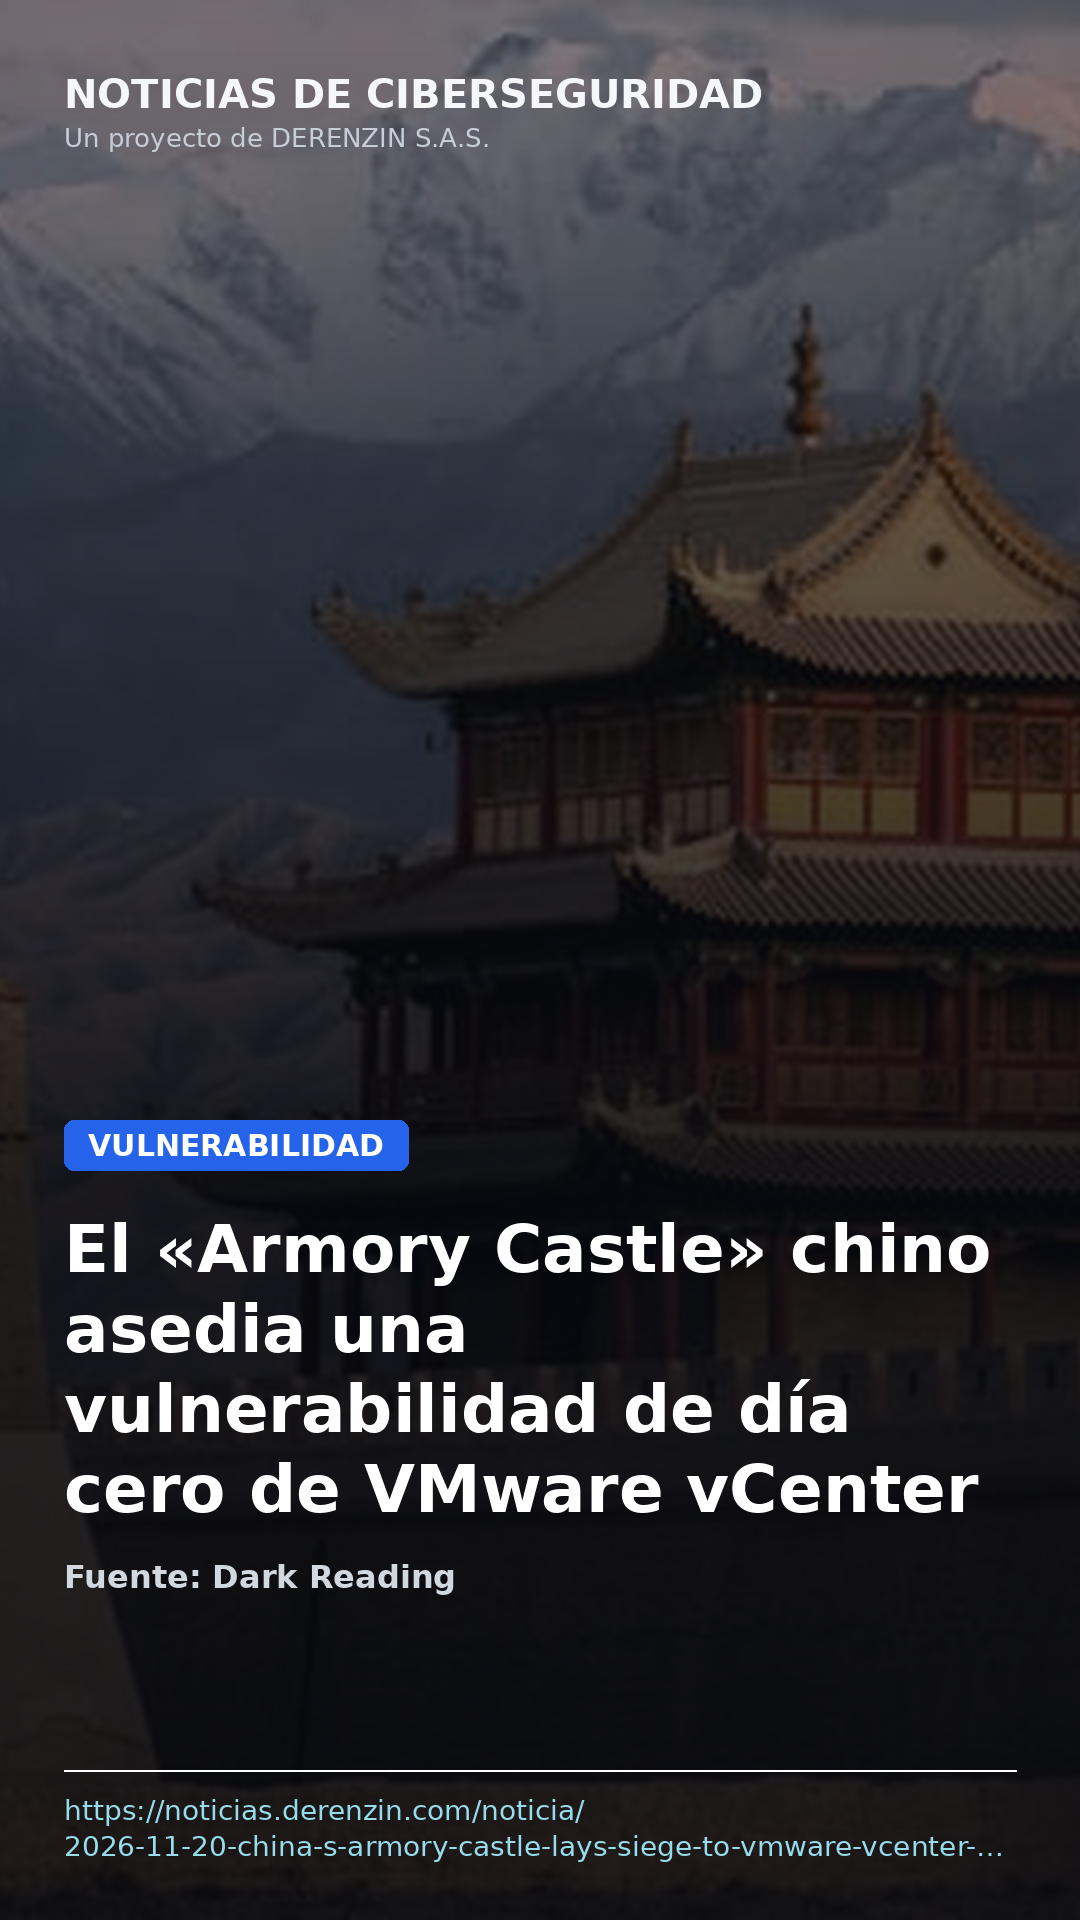 NOTICIAS DE CIBERSEGURIDAD
Un proyecto de DERENZIN S.A.S.
VULNERABILIDAD
El «Armory Castle» chino
asedia una
vulnerabilidad de día
cero de VMware vCenter
Fuente: Dark Reading
https://noticias.derenzin.com/noticia/
2026-11-20-china-s-armory-castle-lays-siege-to-vmware-vcenter-…